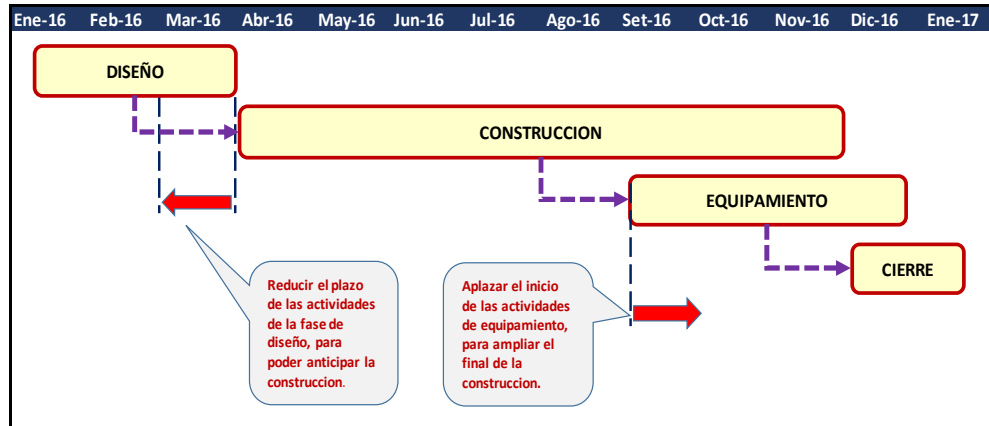 Ene-16 Feb-16 Mar-16 Abr-16 May-16 Jun-16 Jul-16 Ago-16 Set-16 Oct-16 Nov-16 Dic-16 Ene-17
DISEÑO
CONSTRUCCION
EQUIPAMIENTO
CIERRE
Reducir el plazo
de las actividades
de la fase de
diseño, para
poder anticipar la
construccion.
Aplazar el inicio
de las actividades
de equipamiento,
para ampliar el
final de la
construccion.